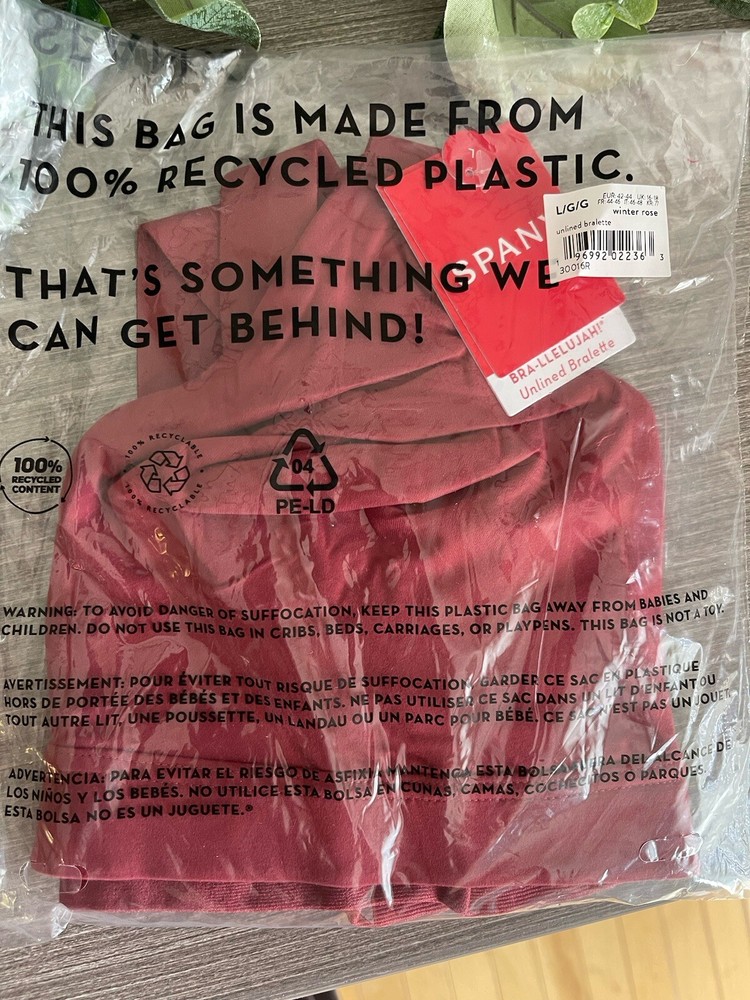 THIS BAG IS MADE FROM
100% RECYCLED PLASTIC.
THAT'S SOMETHING WE
CAN GET BEHIND!
SPANX
L/G/G
winter rose
unlined bralette
96992 02236 3
30016R
BRA-LLELUJAH!®
Unlined Bralette
100%
RECYCLED
CONTENT
100% RECYCLABLE
100% RECYCLABLE
04
PE-LD
WARNING: TO AVOID DANGER OF SUFFOCATION, KEEP THIS PLASTIC BAG AWAY FROM BABIES AND
CHILDREN. DO NOT USE THIS BAG IN CRIBS, BEDS, CARRIAGES, OR PLAYPENS. THIS BAG IS NOT A TOY.
AVERTISSEMENT: POUR ÉVITER TOUT RISQUE DE SUFFOCATION, GARDER CE SAC EN PLASTIQUE
HORS DE PORTÉE DES BÉBÉS ET DES ENFANTS. NE PAS UTILISER CE SAC DANS UN LIT D'ENFANT OU
TOUT AUTRE LIT, UNE POUSSETTE, UN LANDAU OU UN PARC POUR BÉBÉ. CE SAC N'EST PAS UN JOUET.
ADVERTENCIA: PARA EVITAR EL RIESGO DE ASFIXIA MANTENGA ESTA BOLSA FUERA DEL ALCANCE DE
LOS NIÑOS Y LOS BEBÉS. NO UTILICE ESTA BOLSA EN CUNAS, CAMAS, COCHECITOS O PARQUES.
ESTA BOLSA NO ES UN JUGUETE.®